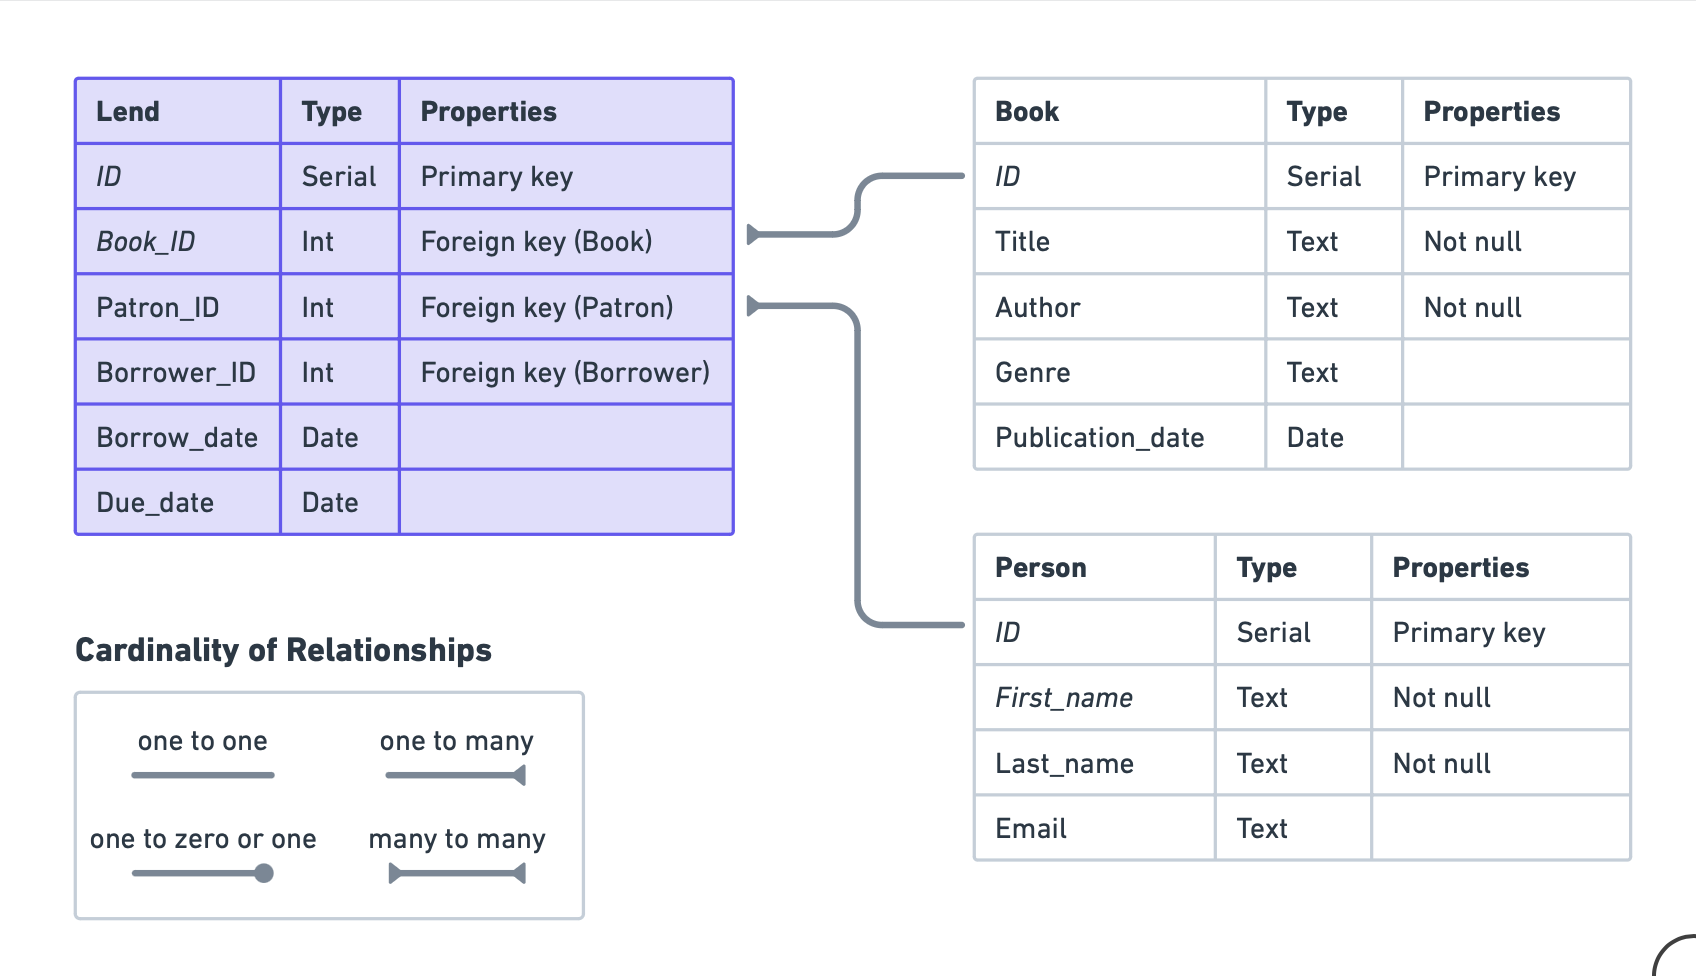 Lend Type Properties
ID Serial Primary key
Book_ID Int Foreign key (Book)
Patron_ID Int Foreign key (Patron)
Borrower_ID Int Foreign key (Borrower)
Borrow_date Date
Due_date Date
Book Type Properties
ID Serial Primary key
Title Text Not null
Author Text Not null
Genre Text
Publication_date Date
Person Type Properties
ID Serial Primary key
First_name Text Not null
Last_name Text Not null
Email Text
Cardinality of Relationships
one to one one to many
one to zero or one many to many